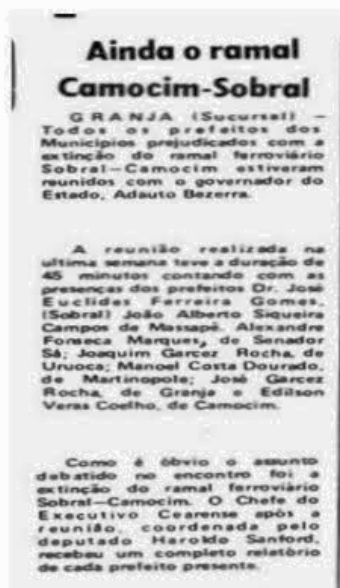 Ainda o ramal
Camocim-Sobral
GRANJA (Sucursal) —
Todos os prefeitos dos
Municípios prejudicados com a
extinção do ramal ferroviário
Sobral—Camocim estiveram
reunidos com o governador do
Estado, Adauto Bezerra.
A reunião realizada na
ultima semana teve a duração de
45 minutos contando com as
presenças dos prefeitos Dr. José
Euclides Ferreira Gomes,
(Sobral) João Alberto Siqueira
Campos de Massapê. Alexandre
Fonseca Marques, de Senador
Sá; Joaquim Garcez Rocha, de
Uruoca; Manoel Costa Dourado,
de Martinopole; José Garcez
Rocha, de Granja e Edilson
Veras Coelho, de Camocim.
Como é óbvio o assunto
debatido no encontro foi a
extinção do ramal ferroviário
Sobral—Camocim. O Chefe do
Executivo Cearense após a
reunião, coordenada pelo
deputado Haroldo Sanford,
recebeu um completo relatório
de cada prefeito presente.